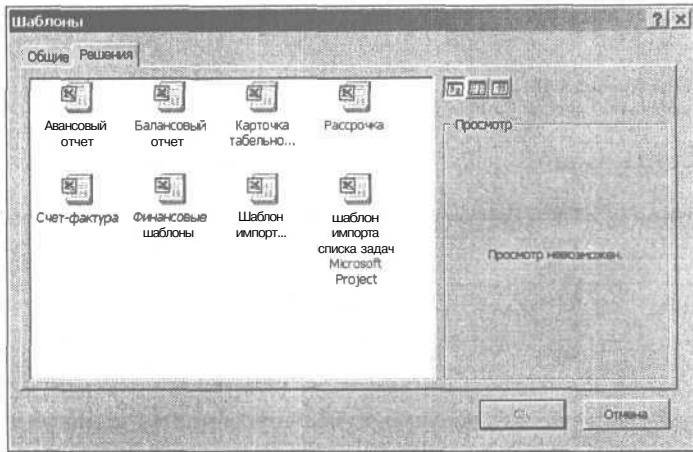 Шаблоны
Общие Решения
Авансовый
отчет
Балансовый
отчет
Карточка
табельно...
Рассрочка
Просмотр
Счет-фактура
Финансовые
шаблоны
Шаблон
импорт...
шаблон
импорта
списка задач
Microsoft
Project
Просмотр невозможен.
Отмена